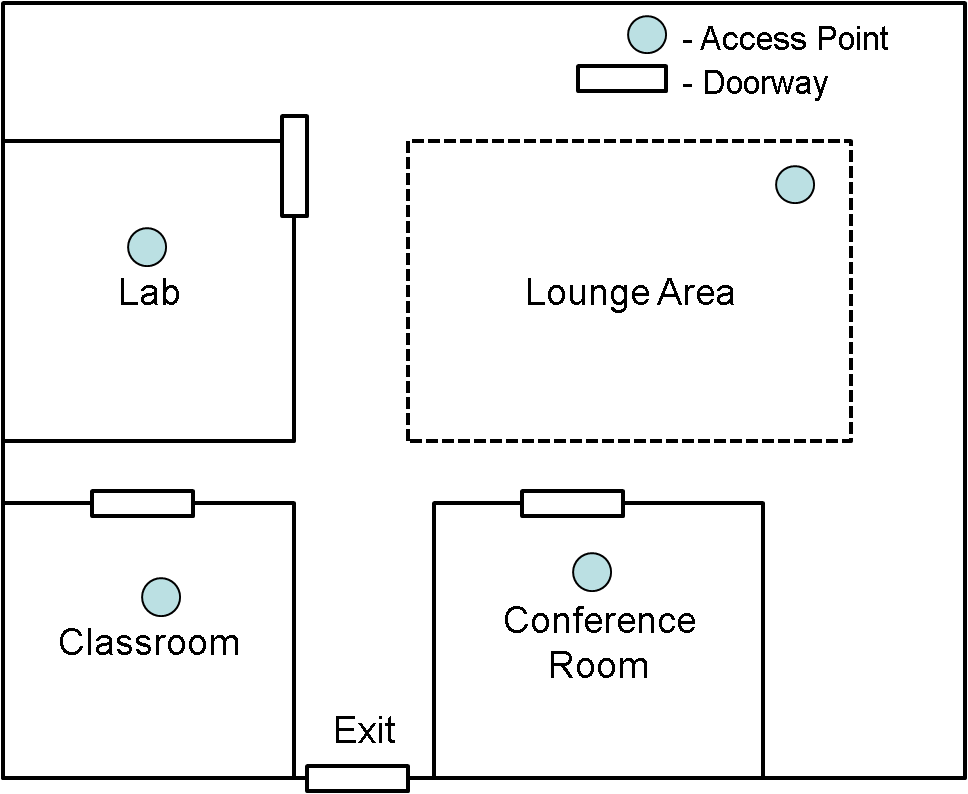 - Access Point
- Doorway
Lab
Lounge Area
Classroom
Conference
Room
Exit